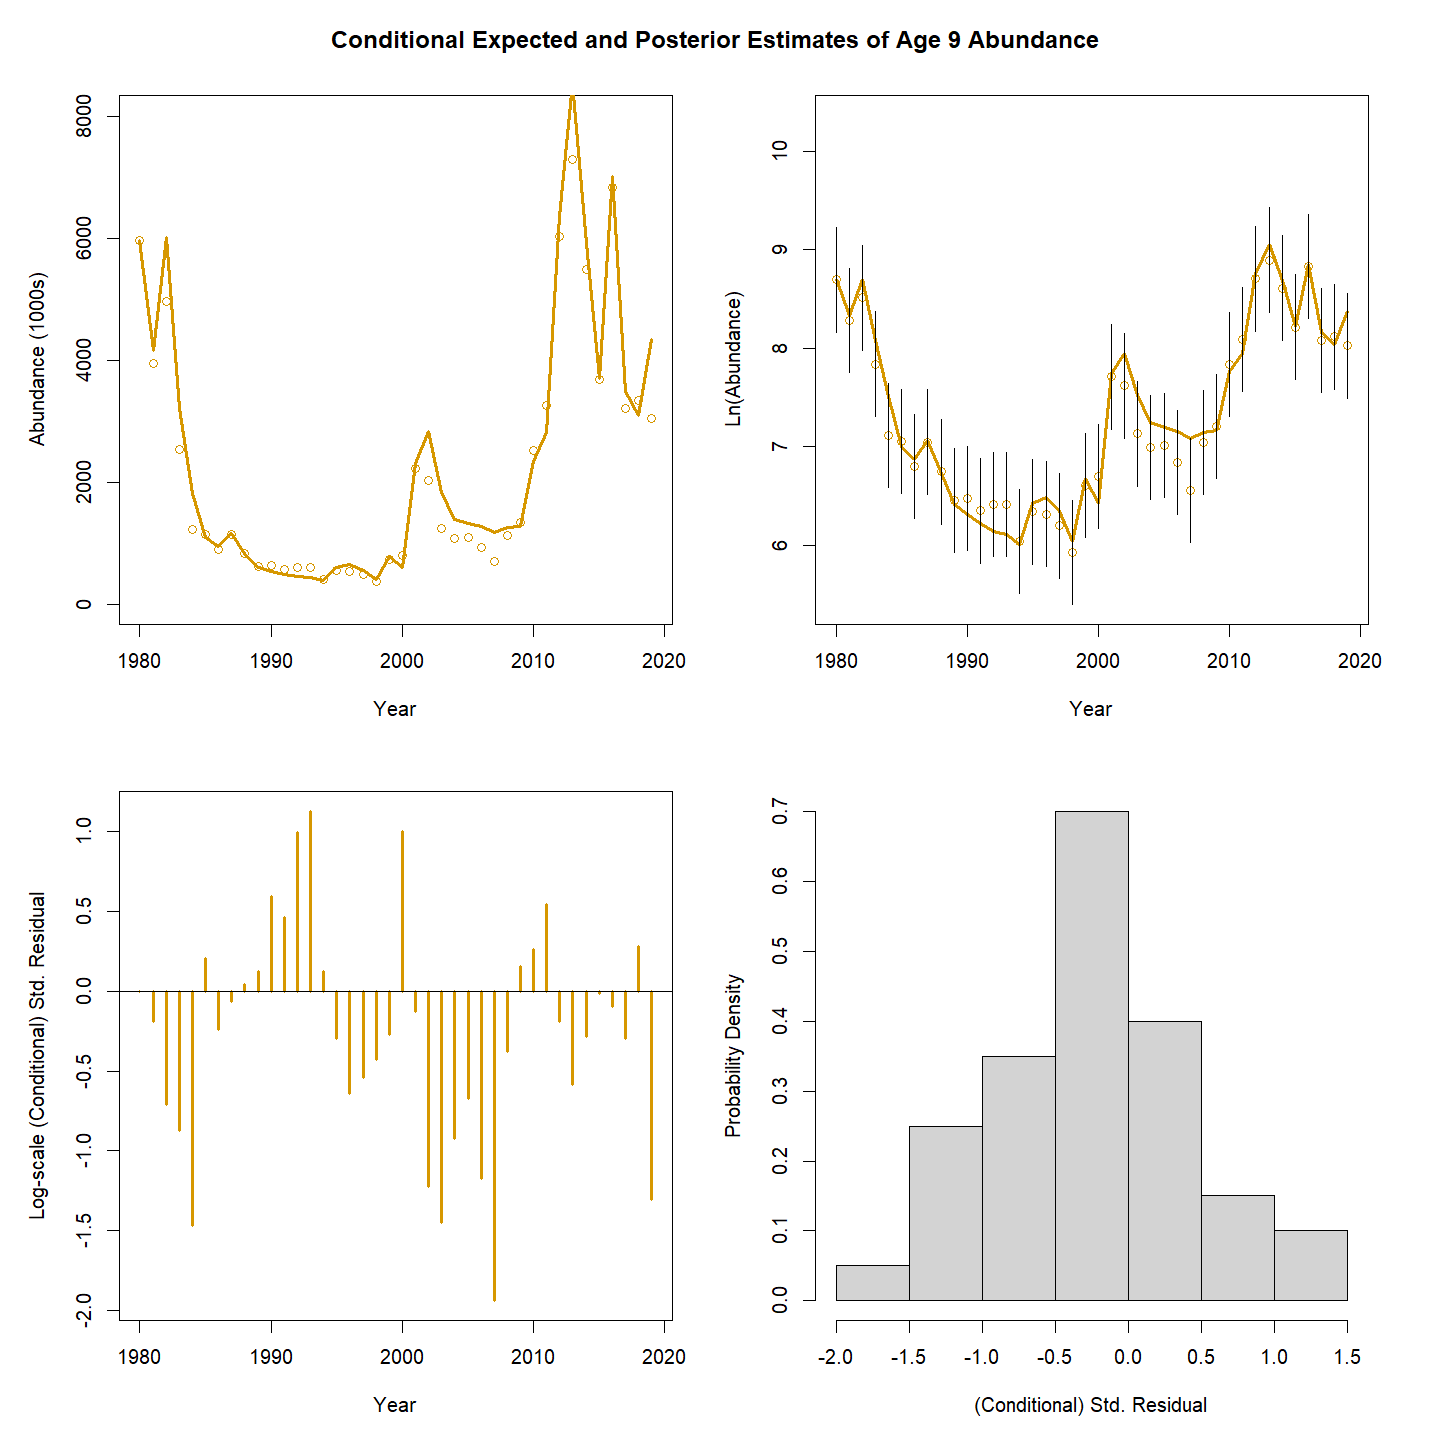 Conditional Expected and Posterior Estimates of Age 9 Abundance
Abundance (1000s)
8000
6000
4000
2000
0
1980 1990 2000 2010 2020
Year
Ln(Abundance)
10
9
8
7
6
1980 1990 2000 2010 2020
Year
Log-scale (Conditional) Std. Residual
1.0
0.5
0.0
-0.5
-1.0
-1.5
-2.0
1980 1990 2000 2010 2020
Year
Probability Density
0.7
0.6
0.5
0.4
0.3
0.2
0.1
0.0
-2.0 -1.5 -1.0 -0.5 0.0 0.5 1.0 1.5
(Conditional) Std. Residual